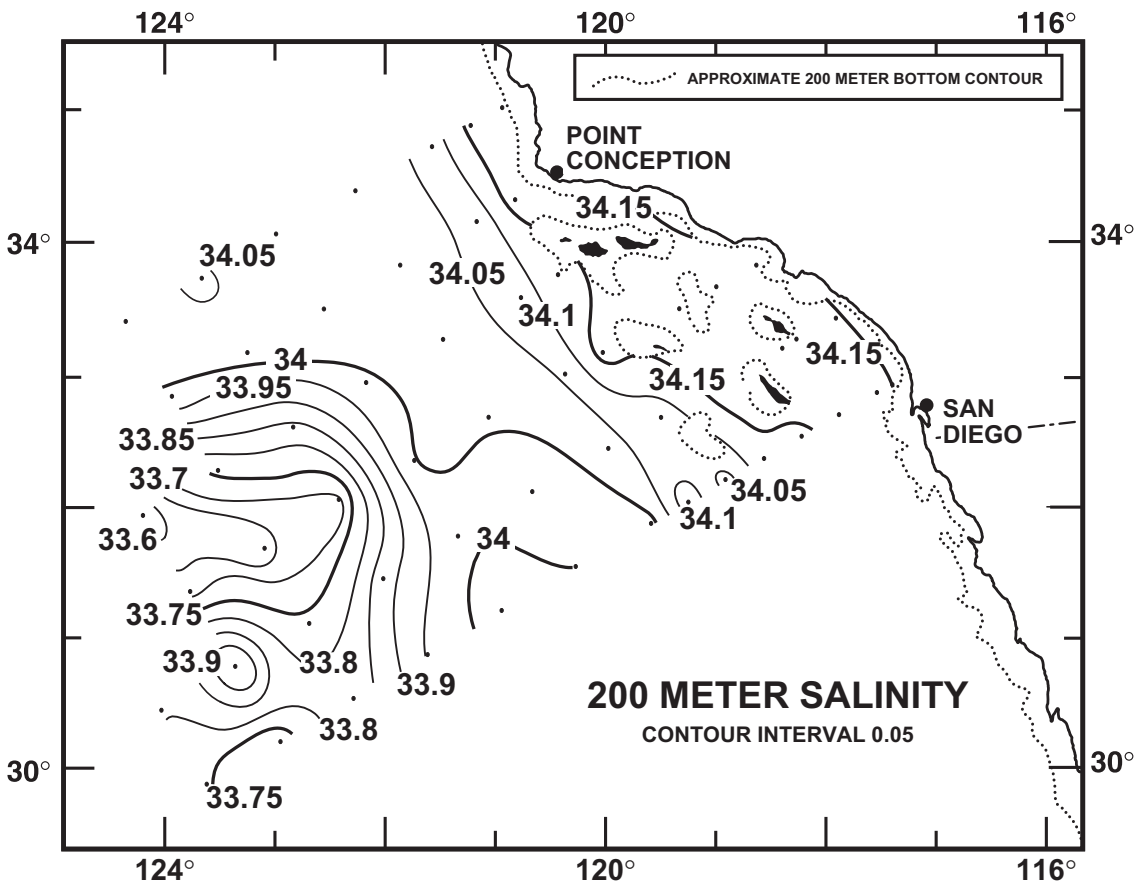 124° 120° 116°
APPROXIMATE 200 METER BOTTOM CONTOUR
POINT
CONCEPTION
34.15
34° 34°
34.05
34.05
34.1
34
34.15
33.95
34.15
SAN
DIEGO
33.85
33.7
34.05
34.1
33.6
34
33.75
33.9
33.8
33.9
200 METER SALINITY
33.8
CONTOUR INTERVAL 0.05
30° 30°
33.75
124° 120° 116°